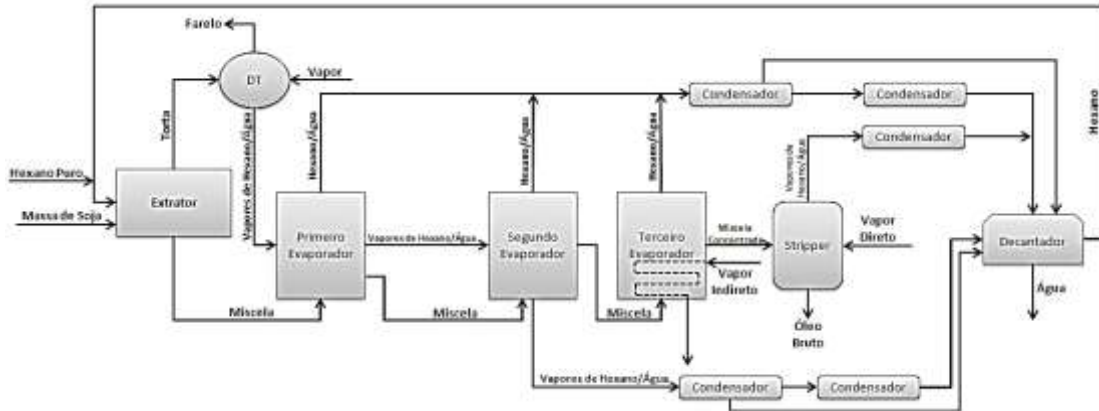 Farelo
DT
Vapor
Torta
Vapores de Hexano/Água
Hexano/Água
Hexano/Água
Hexano/Água
Condensador
Condensador
Condensador
Hexano
Hexano Puro
Massa de Soja
Extrator
Primeiro
Evaporador
Vapores de Hexano/Água
Segundo
Evaporador
Terceiro
Evaporador
Miscela
Concentrada
Vapores de
Hexano/Água
Stripper
Vapor
Direto
Decantador
Vapor
Indireto
Água
Miscela
Miscela
Miscela
Óleo
Bruto
Vapores de Hexano/Água
Condensador
Condensador